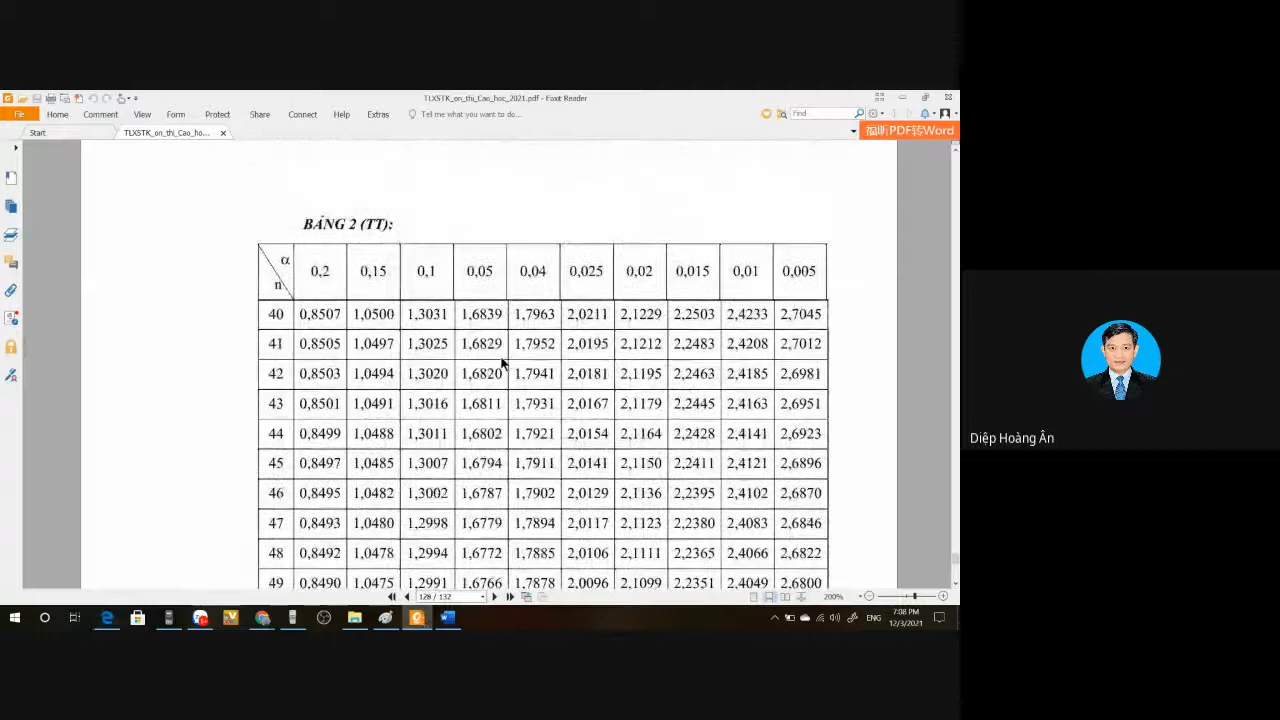 TLXSTK_on_thi_Cao_hoc_2021.pdf - Foxit Reader
File Home Comment View Form Protect Share Connect Help Extras Tell me what you want to do... Find
Start TLXSTK_on_thi_Cao_ho... 福昕PDF转Word
BẢNG 2 (TT):
α n 0,2 0,15 0,1 0,05 0,04 0,025 0,02 0,015 0,01 0,005
40 0,8507 1,0500 1,3031 1,6839 1,7963 2,0211 2,1229 2,2503 2,4233 2,7045
41 0,8505 1,0497 1,3025 1,6829 1,7952 2,0195 2,1212 2,2483 2,4208 2,7012
42 0,8503 1,0494 1,3020 1,6820 1,7941 2,0181 2,1195 2,2463 2,4185 2,6981
43 0,8501 1,0491 1,3016 1,6811 1,7931 2,0167 2,1179 2,2445 2,4163 2,6951
44 0,8499 1,0488 1,3011 1,6802 1,7921 2,0154 2,1164 2,2428 2,4141 2,6923
45 0,8497 1,0485 1,3007 1,6794 1,7911 2,0141 2,1150 2,2411 2,4121 2,6896
46 0,8495 1,0482 1,3002 1,6787 1,7902 2,0129 2,1136 2,2395 2,4102 2,6870
47 0,8493 1,0480 1,2998 1,6779 1,7894 2,0117 2,1123 2,2380 2,4083 2,6846
48 0,8492 1,0478 1,2994 1,6772 1,7885 2,0106 2,1111 2,2365 2,4066 2,6822
49 0,8490 1,0475 1,2991 1,6766 1,7878 2,0096 2,1099 2,2351 2,4049 2,6800
128 / 132 200%
ENG 7:08 PM
12/3/2021
Diệp Hoàng Ân